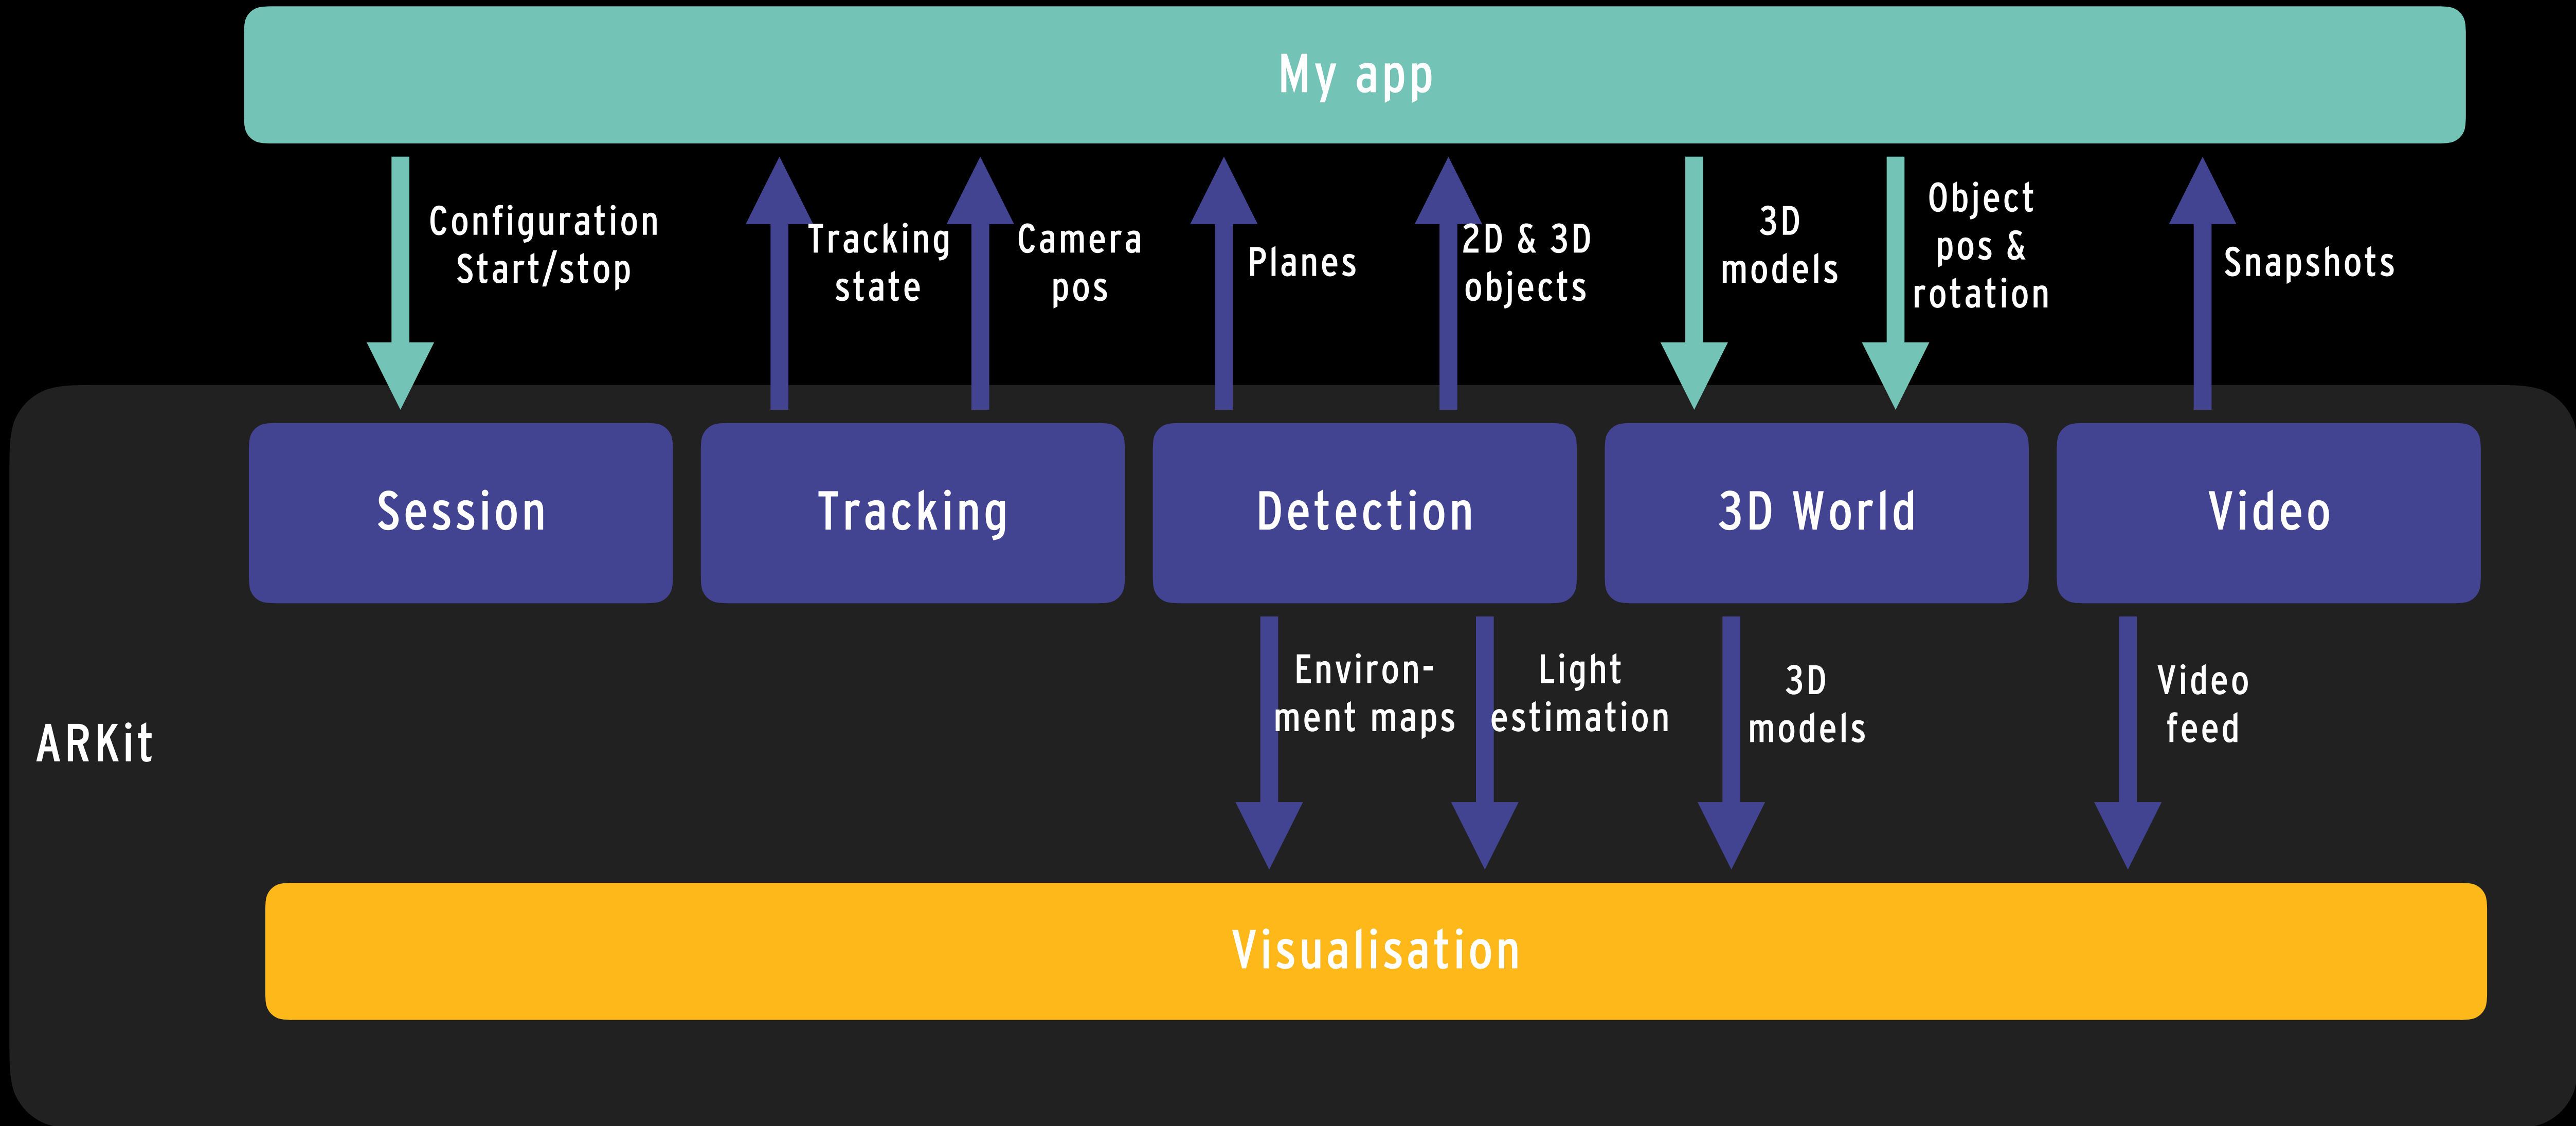 My app
Configuration
Start/stop
Tracking
state
Camera
pos
Planes
2D & 3D
objects
3D
models
Object
pos &
rotation
Snapshots
Session
Tracking
Detection
3D World
Video
Environ-
ment maps
Light
estimation
3D
models
Video
feed
ARKit
Visualisation